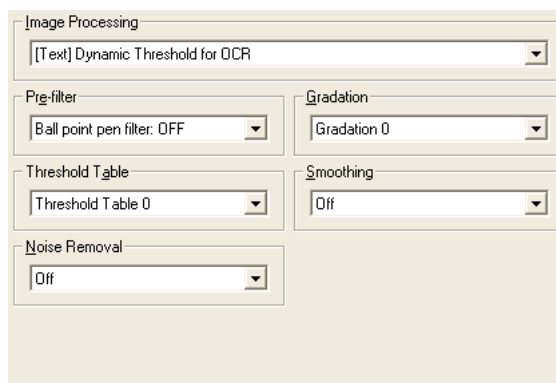 Image Processing
[Text] Dynamic Threshold for OCR
Pre-filter
Gradation
Ball point pen filter: OFF
Gradation 0
Threshold Table
Smoothing
Threshold Table 0
Off
Noise Removal
Off